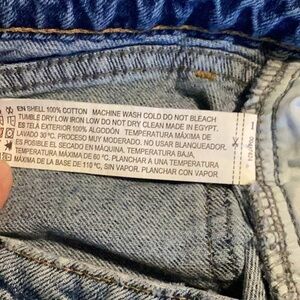 EN SHELL 100% COTTON MACHINE WASH COLD DO NOT BLEACH
TUMBLE DRY LOW IRON LOW DO NOT DRY CLEAN MADE IN EGYPT.
ES TELA EXTERIOR 100% ALGODÓN TEMPERATURA MÁXIMA DE
LAVADO 30 ºC. PROCESO MUY MODERADO. NO USAR BLANQUEADOR.
ES POSIBLE EL SECADO EN MÁQUINA. TEMPERATURA BAJA,
TEMPERATURA MÁXIMA DE 60 ºC. PLANCHAR A UNA TEMPERATURA
MÁXIMA DE LA BASE DE 110 ºC, SIN VAPOR. PLANCHAR CON VAPOR